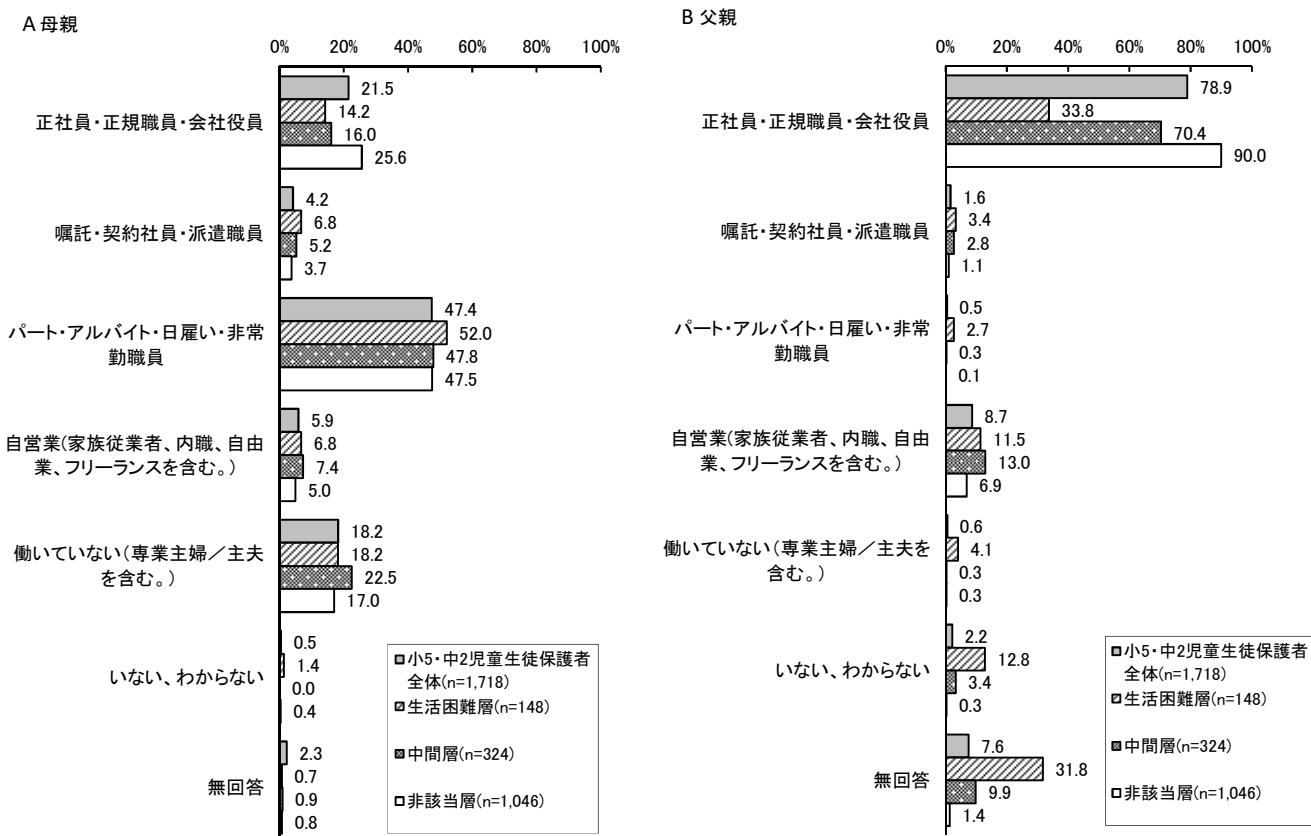 A 母親
0%
20%
40%
60%
80%
100%
正社員・正規職員・会社役員
21.5
14.2
16.0
25.6
嘱託・契約社員・派遣職員
4.2
6.8
5.2
3.7
パート・アルバイト・日雇い・非常
勤職員
47.4
52.0
47.8
47.5
自営業(家族従業者、内職、自由
業、フリーランスを含む。)
5.9
6.8
7.4
5.0
働いていない(専業主婦／主夫
を含む。)
18.2
18.2
22.5
17.0
いない、わからない
0.5
1.4
0.0
0.4
無回答
2.3
0.7
0.9
0.8
小5・中2児童生徒保護者
全体(n=1,718)
生活困難層(n=148)
中間層(n=324)
非該当層(n=1,046)
B 父親
0%
20%
40%
60%
80%
100%
正社員・正規職員・会社役員
78.9
33.8
70.4
90.0
嘱託・契約社員・派遣職員
1.6
3.4
2.8
1.1
パート・アルバイト・日雇い・非常
勤職員
0.5
2.7
0.3
0.1
自営業(家族従業者、内職、自由
業、フリーランスを含む。)
8.7
11.5
13.0
6.9
働いていない(専業主婦／主夫を
含む。)
0.6
4.1
0.3
0.3
いない、わからない
2.2
12.8
3.4
0.3
無回答
7.6
31.8
9.9
1.4
小5・中2児童生徒保護者
全体(n=1,718)
生活困難層(n=148)
中間層(n=324)
非該当層(n=1,046)